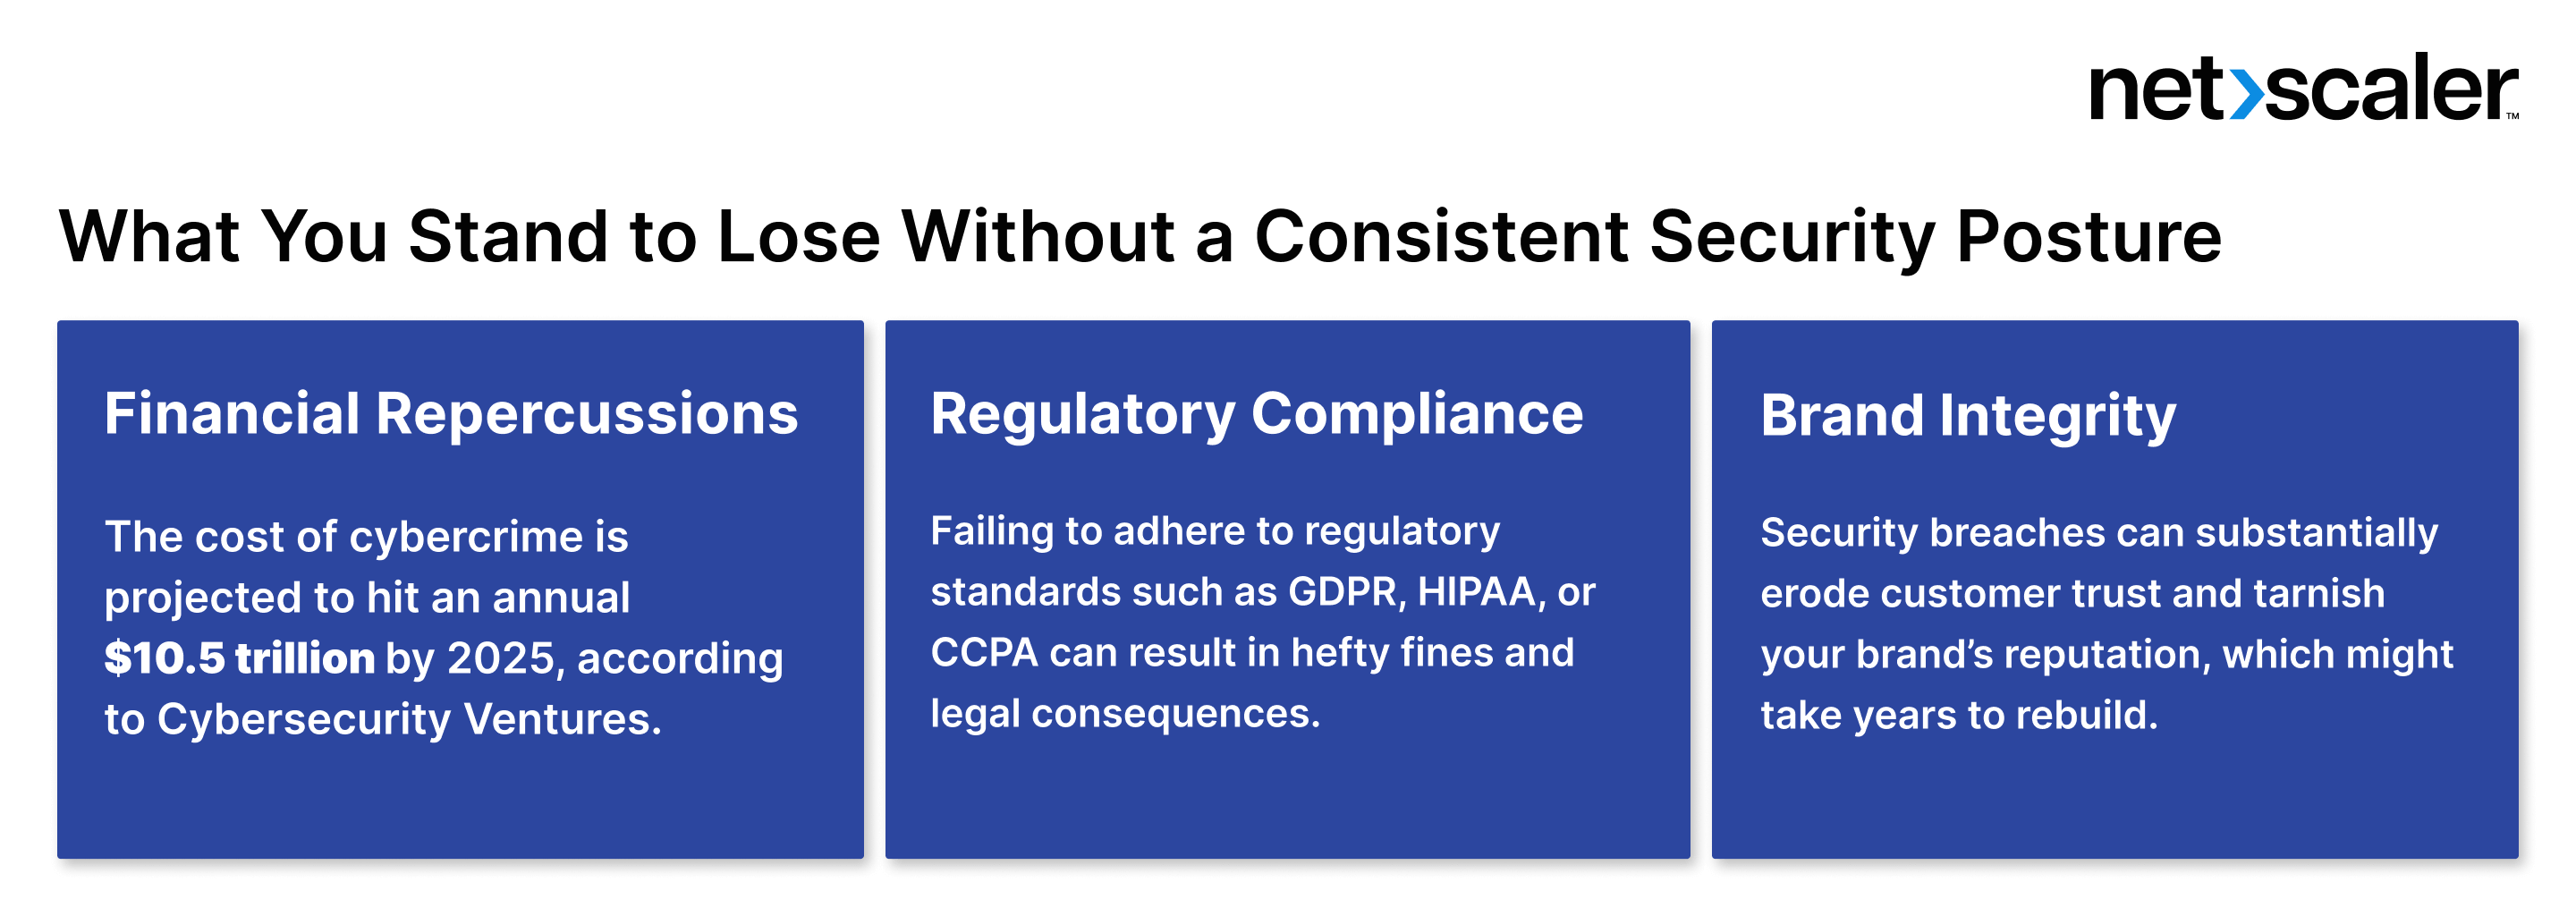 netscaler™
What You Stand to Lose Without a Consistent Security Posture
Financial Repercussions
The cost of cybercrime is
projected to hit an annual
$10.5 trillion by 2025, according
to Cybersecurity Ventures.
Regulatory Compliance
Failing to adhere to regulatory
standards such as GDPR, HIPAA, or
CCPA can result in hefty fines and
legal consequences.
Brand Integrity
Security breaches can substantially
erode customer trust and tarnish
your brand’s reputation, which might
take years to rebuild.